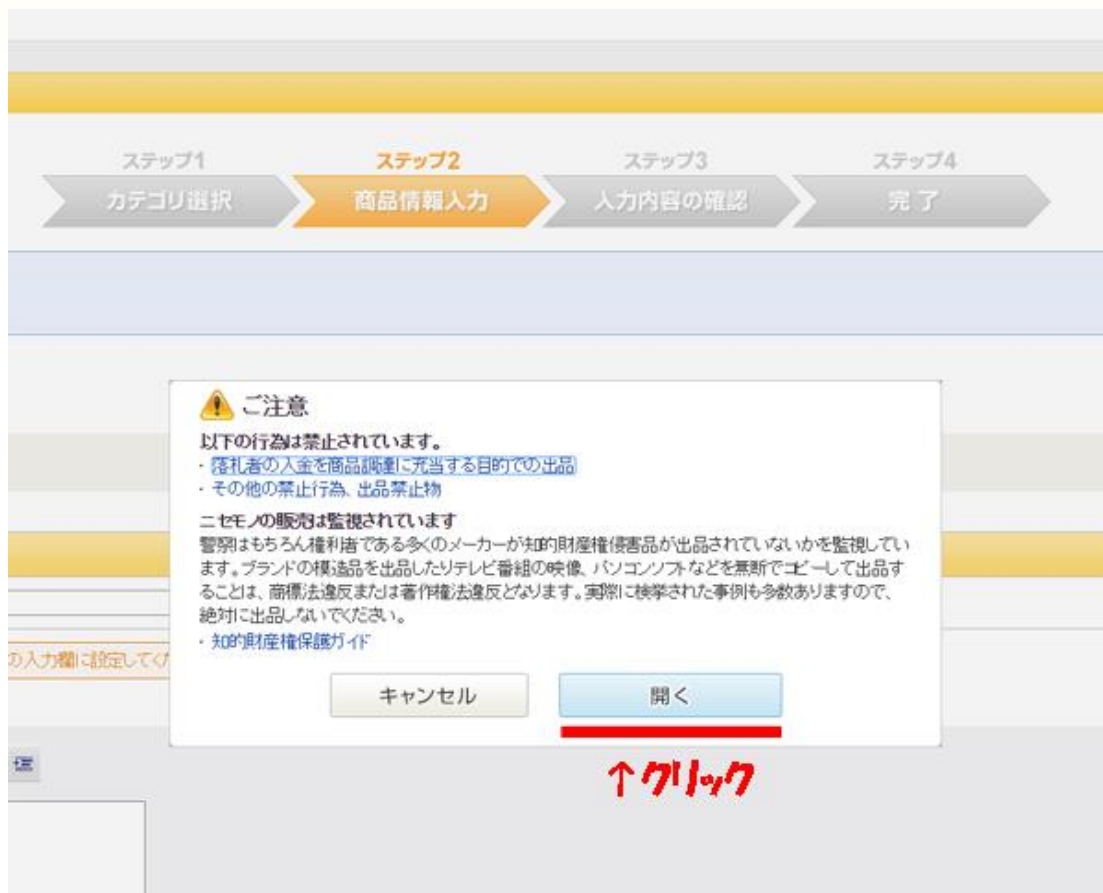 ステップ1
ステップ2
ステップ3
ステップ4
カテゴリ選択
商品情報入力
入力内容の確認
完了
ご注意
以下の行為は禁止されています。
・落札者の入金を商品調達に充当する目的での出品
・その他の禁止行為、出品禁止物
ニセモノの販売は監視されています
警察はもちろん権利者である多くのメーカーが知的財産権侵害品が出品されていないかを監視してい
ます。ブランドの模造品を出品したりテレビ番組の映像、パソコンソフトなどを無断でコピーして出品す
ることは、商標法違反または著作権法違反となります。実際に検挙された事例も多数ありますので、
絶対に出品しないでください。
・知的財産権保護ガイド
の入力欄に設定してく
キャンセル
開く
↑クリック